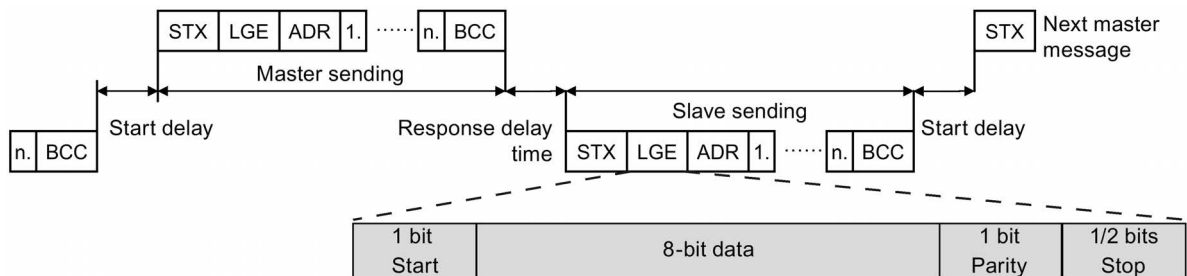 STX LGE ADR 1. ...... n. BCC
STX
Next master
message
Master sending
Slave sending
Start delay
Response delay
time
Start delay
n. BCC
STX LGE ADR 1. ...... n. BCC
1 bit
Start
8-bit data
1 bit
Parity
1/2 bits
Stop